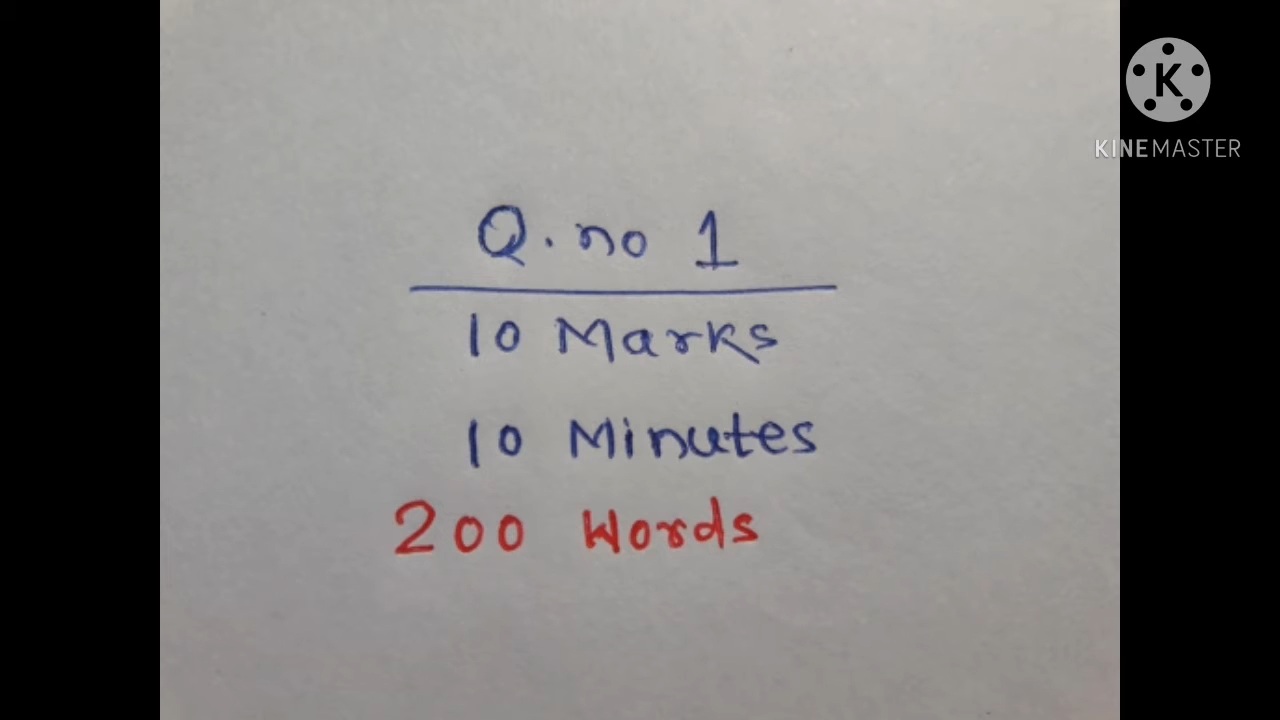 Q. no 1
10 Marks
10 Minutes
200 Words
K
KINEMASTER